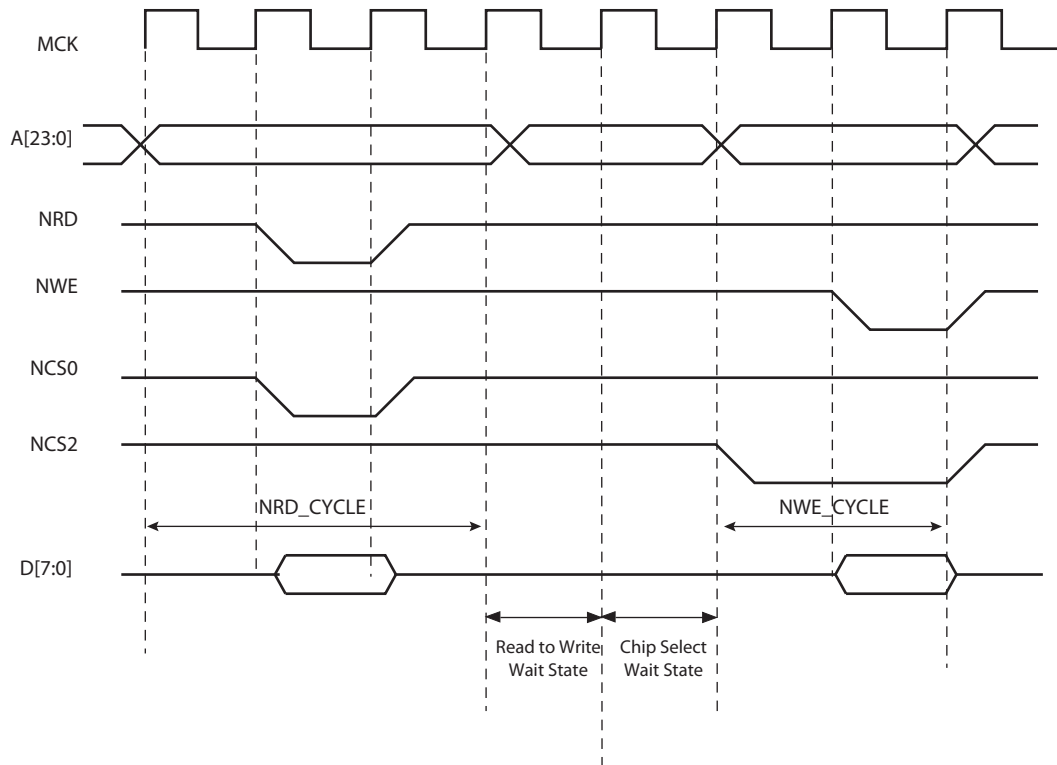 MCK
A[23:0]
NRD
NWE
NCS0
NCS2
NRD_CYCLE
NWE_CYCLE
D[7:0]
Read to Write
Wait State
Chip Select
Wait State